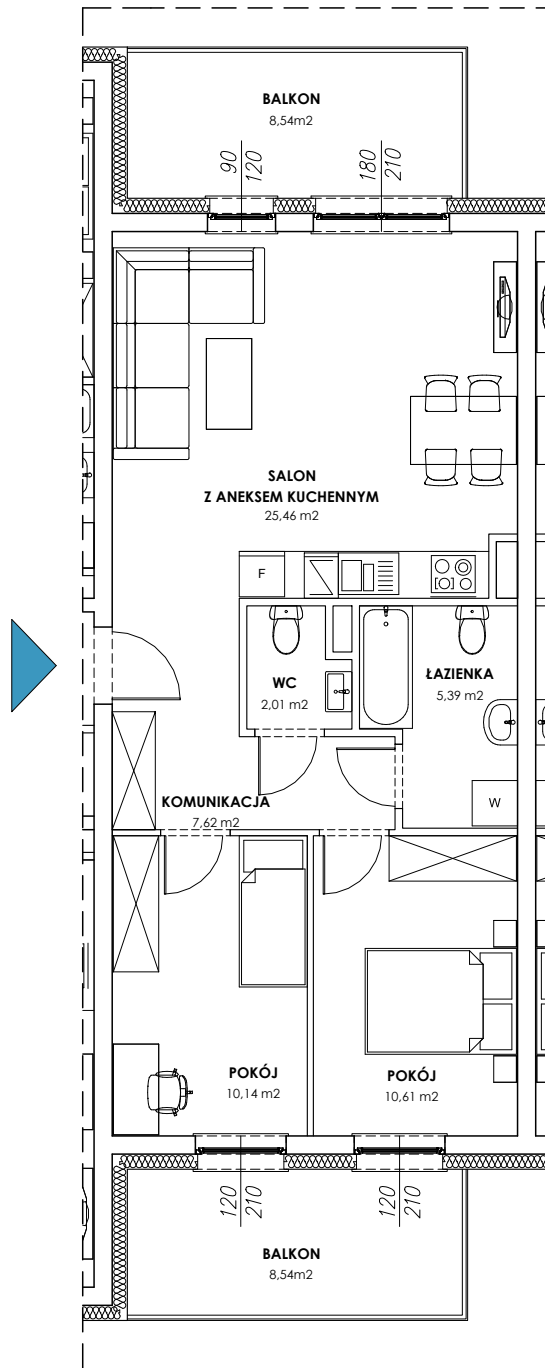 BALKON
8,54m2
90
120
180
210
SALON
Z ANEKSEM KUCHENNYM
25,46 m2
F
WC
2,01 m2
ŁAZIENKA
5,39 m2
W
KOMUNIKACJA
7,62 m2
POKÓJ
10,14 m2
POKÓJ
10,61 m2
120
210
120
210
BALKON
8,54m2